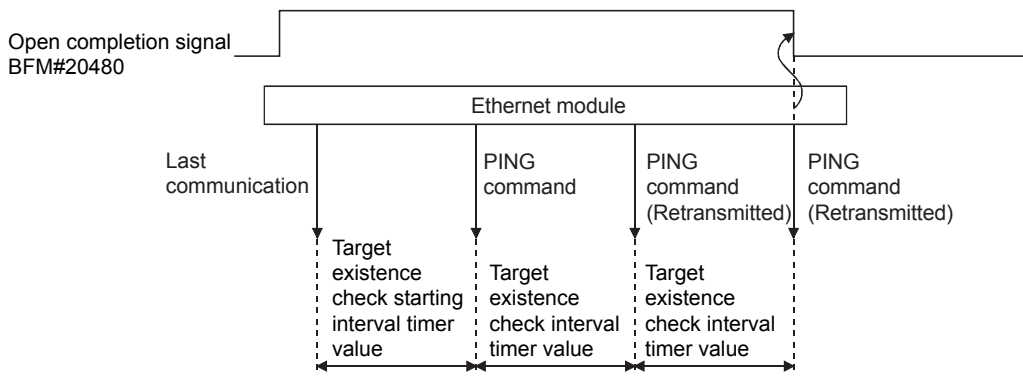 Open completion signal
BFM#20480
Ethernet module
Last
communication
PING
command
PING
command
(Retransmitted)
PING
command
(Retransmitted)
Target
existence
check starting
interval timer
value
Target
existence
check interval
timer value
Target
existence
check interval
timer value